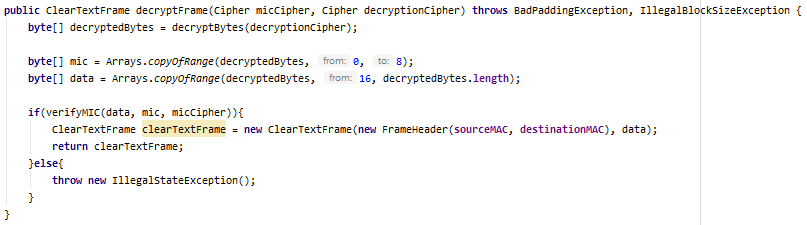 public ClearTextFrame decryptFrame(Cipher micCipher, Cipher decryptionCipher) throws BadPaddingException, IllegalBlockSizeException {
    byte[] decryptedBytes = decryptBytes(decryptionCipher);

    byte[] mic = Arrays.copyOfRange(decryptedBytes, from: 0, to: 8);
    byte[] data = Arrays.copyOfRange(decryptedBytes, from: 16, decryptedBytes.length);

    if(verifyMIC(data, mic, micCipher)){
        ClearTextFrame clearTextFrame = new ClearTextFrame(new FrameHeader(sourceMAC, destinationMAC), data);
        return clearTextFrame;
    }else{
        throw new IllegalStateException();
    }
}